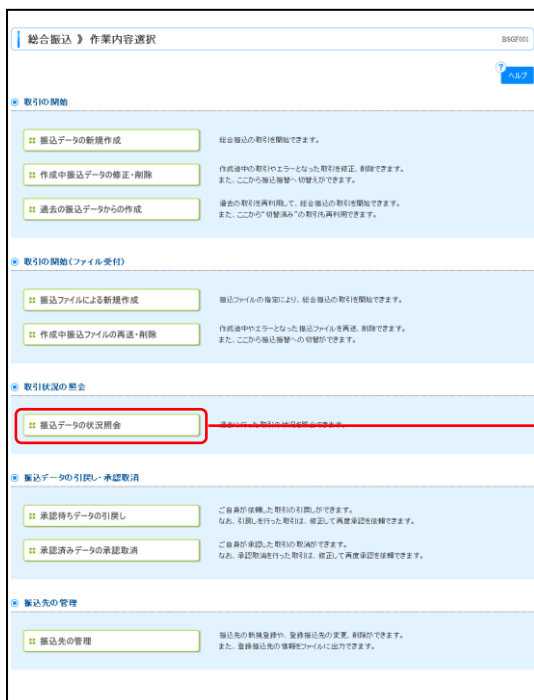 総合振込 》 作業内容選択
BSGF001
? ヘルプ
取引の開始
振込データの新規作成
総合振込の取引を開始できます。
作成中振込データの修正・削除
作成途中の取引やエラーとなった取引を修正、削除できます。
また、ここから振込振替へ切替えができます。
過去の振込データからの作成
過去の取引を再利用して、総合振込の取引を開始できます。
また、ここから“切替済み”の取引も再利用できます。
取引の開始(ファイル受付)
振込ファイルによる新規作成
振込ファイルの指定により、総合振込の取引を開始できます。
作成中振込ファイルの再送・削除
作成途中やエラーとなった振込ファイルを再送、削除できます。
また、ここから振込振替への切替ができます。
取引状況の照会
振込データの状況照会
過去に行った取引の状況を照会できます。
振込データの引戻し・承認取消
承認待ちデータの引戻し
ご自身が依頼した取引の引戻しができます。
なお、引戻しを行った取引は、修正して再度承認を依頼できます。
承認済みデータの承認取消
ご自身が承認した取引の取消ができます。
なお、承認取消を行った取引は、修正して再度承認を依頼できます。
振込先の管理
振込先の管理
振込先の新規登録や、登録振込先の変更、削除ができます。
また、登録振込先の情報をファイルに出力できます。